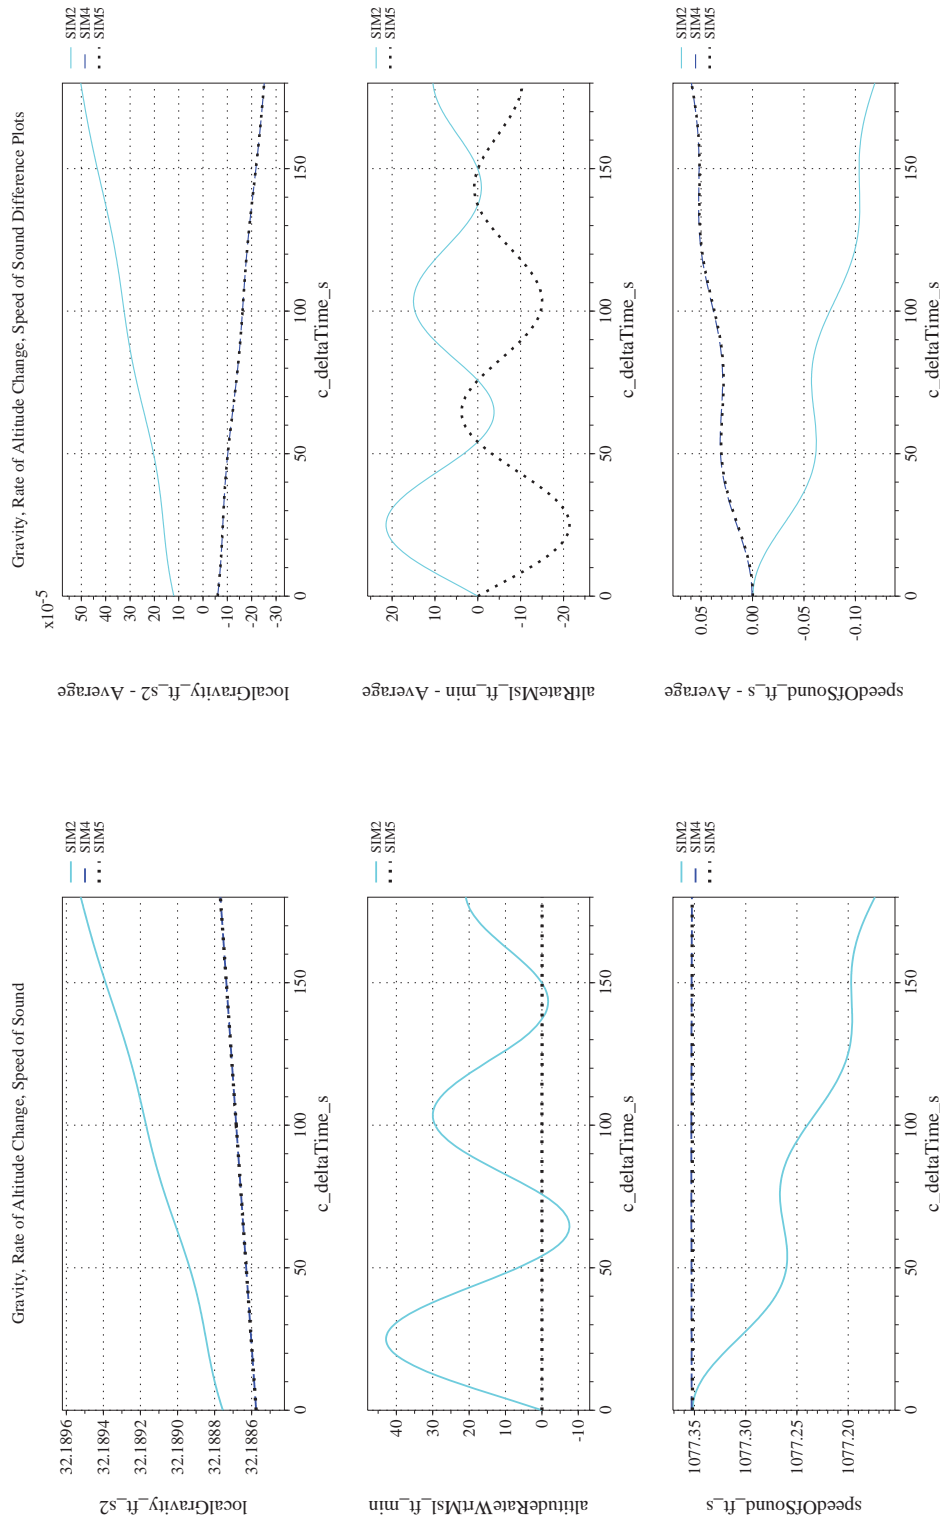 Gravity, Rate of Altitude Change, Speed of Sound
localGravity_ft_s2
32.1896
32.1894
32.1892
32.1890
32.1888
32.1886
0
50
100
150
c_deltaTime_s
SIM2
SIM4
SIM5
altitudeRateWrtMsl_ft_min
40
30
20
10
0
-10
0
50
100
150
c_deltaTime_s
SIM2
SIM5
speedOfSound_ft_s
1077.35
1077.30
1077.25
1077.20
0
50
100
150
c_deltaTime_s
SIM2
SIM4
SIM5
Gravity, Rate of Altitude Change, Speed of Sound Difference Plots
localGravity_ft_s2 - Average
x10-5
50
40
30
20
10
0
-10
-20
-30
0
50
100
150
c_deltaTime_s
SIM2
SIM4
SIM5
altRateMsl_ft_min - Average
20
10
0
-10
-20
0
50
100
150
c_deltaTime_s
SIM2
SIM5
speedOfSound_ft_s - Average
0.05
0.00
-0.05
-0.10
0
50
100
150
c_deltaTime_s
SIM2
SIM4
SIM5